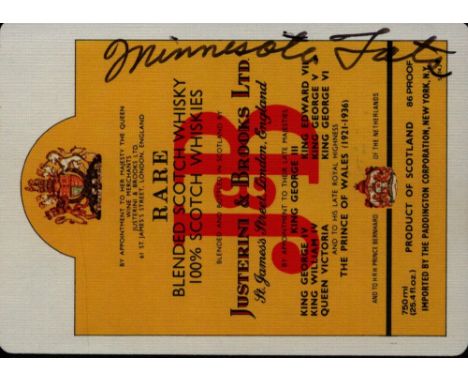 Minnesota Fats
BY APPOINTMENT TO HER MAJESTY THE QUEEN
WINE MERCHANTS
JUSTERINI & BROOKS LTD.
61 ST. JAMES'S STREET, LONDON, ENGLAND
RARE
BLENDED SCOTCH WHISKY
100% SCOTCH WHISKIES
J&B
BLENDED AND BOTTLED IN SCOTLAND BY
JUSTERINI & BROOKS LTD.
St. James's Street, London, England
BY APPOINTMENT TO THEIR LATE MAJESTIES
KING GEORGE III
KING GEORGE IV KING EDWARD VII
KING WILLIAM IV KING GEORGE V
QUEEN VICTORIA KING GEORGE VI
AND TO HIS LATE ROYAL HIGHNESS
THE PRINCE OF WALES (1921-1936)
AND TO HRH PRINCE BERNHARD OF THE NETHERLANDS
750ml PRODUCT OF SCOTLAND 86 PROOF
(25.4 fl.oz.)
IMPORTED BY THE PADDINGTON CORPORATION, NEW YORK, N.Y.